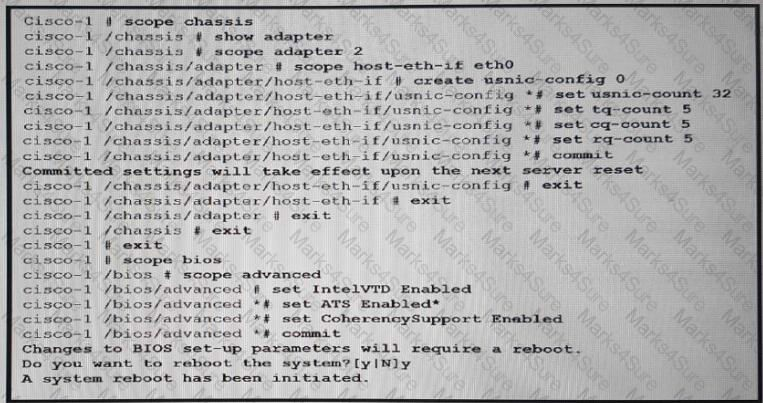 Cisco-1 # scope chassis
cisco-1 /chassis # show adapter
cisco-1 /chassis # scope adapter 2
cisco-1 /chassis/adapter # scope host-eth-if eth0
cisco-1 /chassis/adapter/host-eth-if # create usnic-config 0
cisco-1 /chassis/adapter/host-eth-if/usnic-config *# set usnic-count 32
cisco-1 /chassis/adapter/host-eth-if/usnic-config *# set tq-count 5
cisco-1 /chassis/adapter/host-eth-if/usnic-config *# set cq-count 5
cisco-1 /chassis/adapter/host-eth-if/usnic-config *# set rq-count 5
cisco-1 /chassis/adapter/host-eth-if/usnic-config *# commit
Committed settings will take effect upon the next server reset
cisco-1 /chassis/adapter/host-eth-if/usnic-config # exit
cisco-1 /chassis/adapter/host-eth-if # exit
cisco-1 /chassis/adapter # exit
cisco-1 /chassis # exit
cisco-1 # exit
cisco-1 # scope bios
cisco-1 /bios # scope advanced
cisco-1 /bios/advanced # set IntelVTD Enabled
cisco-1 /bios/advanced *# set ATS Enabled*
cisco-1 /bios/advanced *# set CoherencySupport Enabled
cisco-1 /bios/advanced *# commit
Changes to BIOS set-up parameters will require a reboot.
Do you want to reboot the system?[y|N]y
A system reboot has been initiated.
Marks4Sure